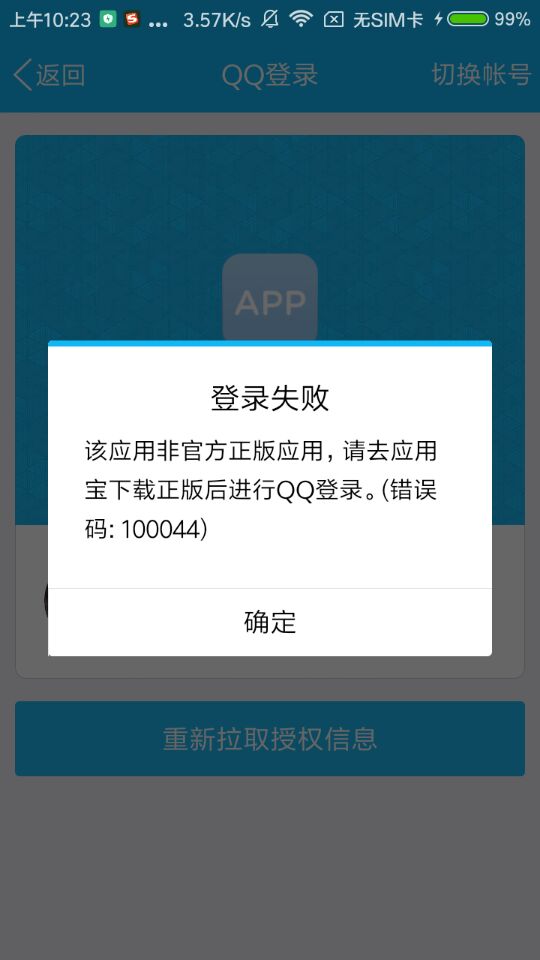 上午10:23 ... 3.57K/s 无SIM卡 99%
返回 QQ登录 切换帐号
APP
登录失败
该应用非官方正版应用，请去应用
宝下载正版后进行QQ登录。(错误
码: 100044)
确定
重新拉取授权信息